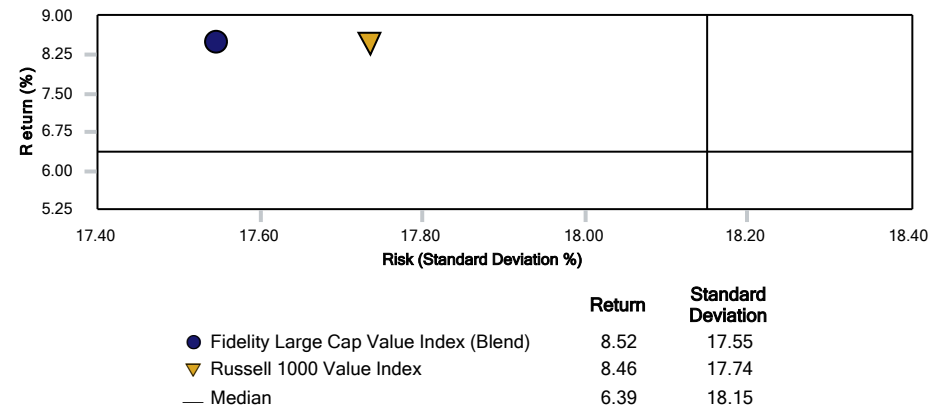 9.00
8.25
7.50
6.75
6.00
5.25
Return (%)
17.40 17.60 17.80 18.00 18.20 18.40
Risk (Standard Deviation %)
Return Standard Deviation
Fidelity Large Cap Value Index (Blend) 8.52 17.55
Russell 1000 Value Index 8.46 17.74
Median 6.39 18.15